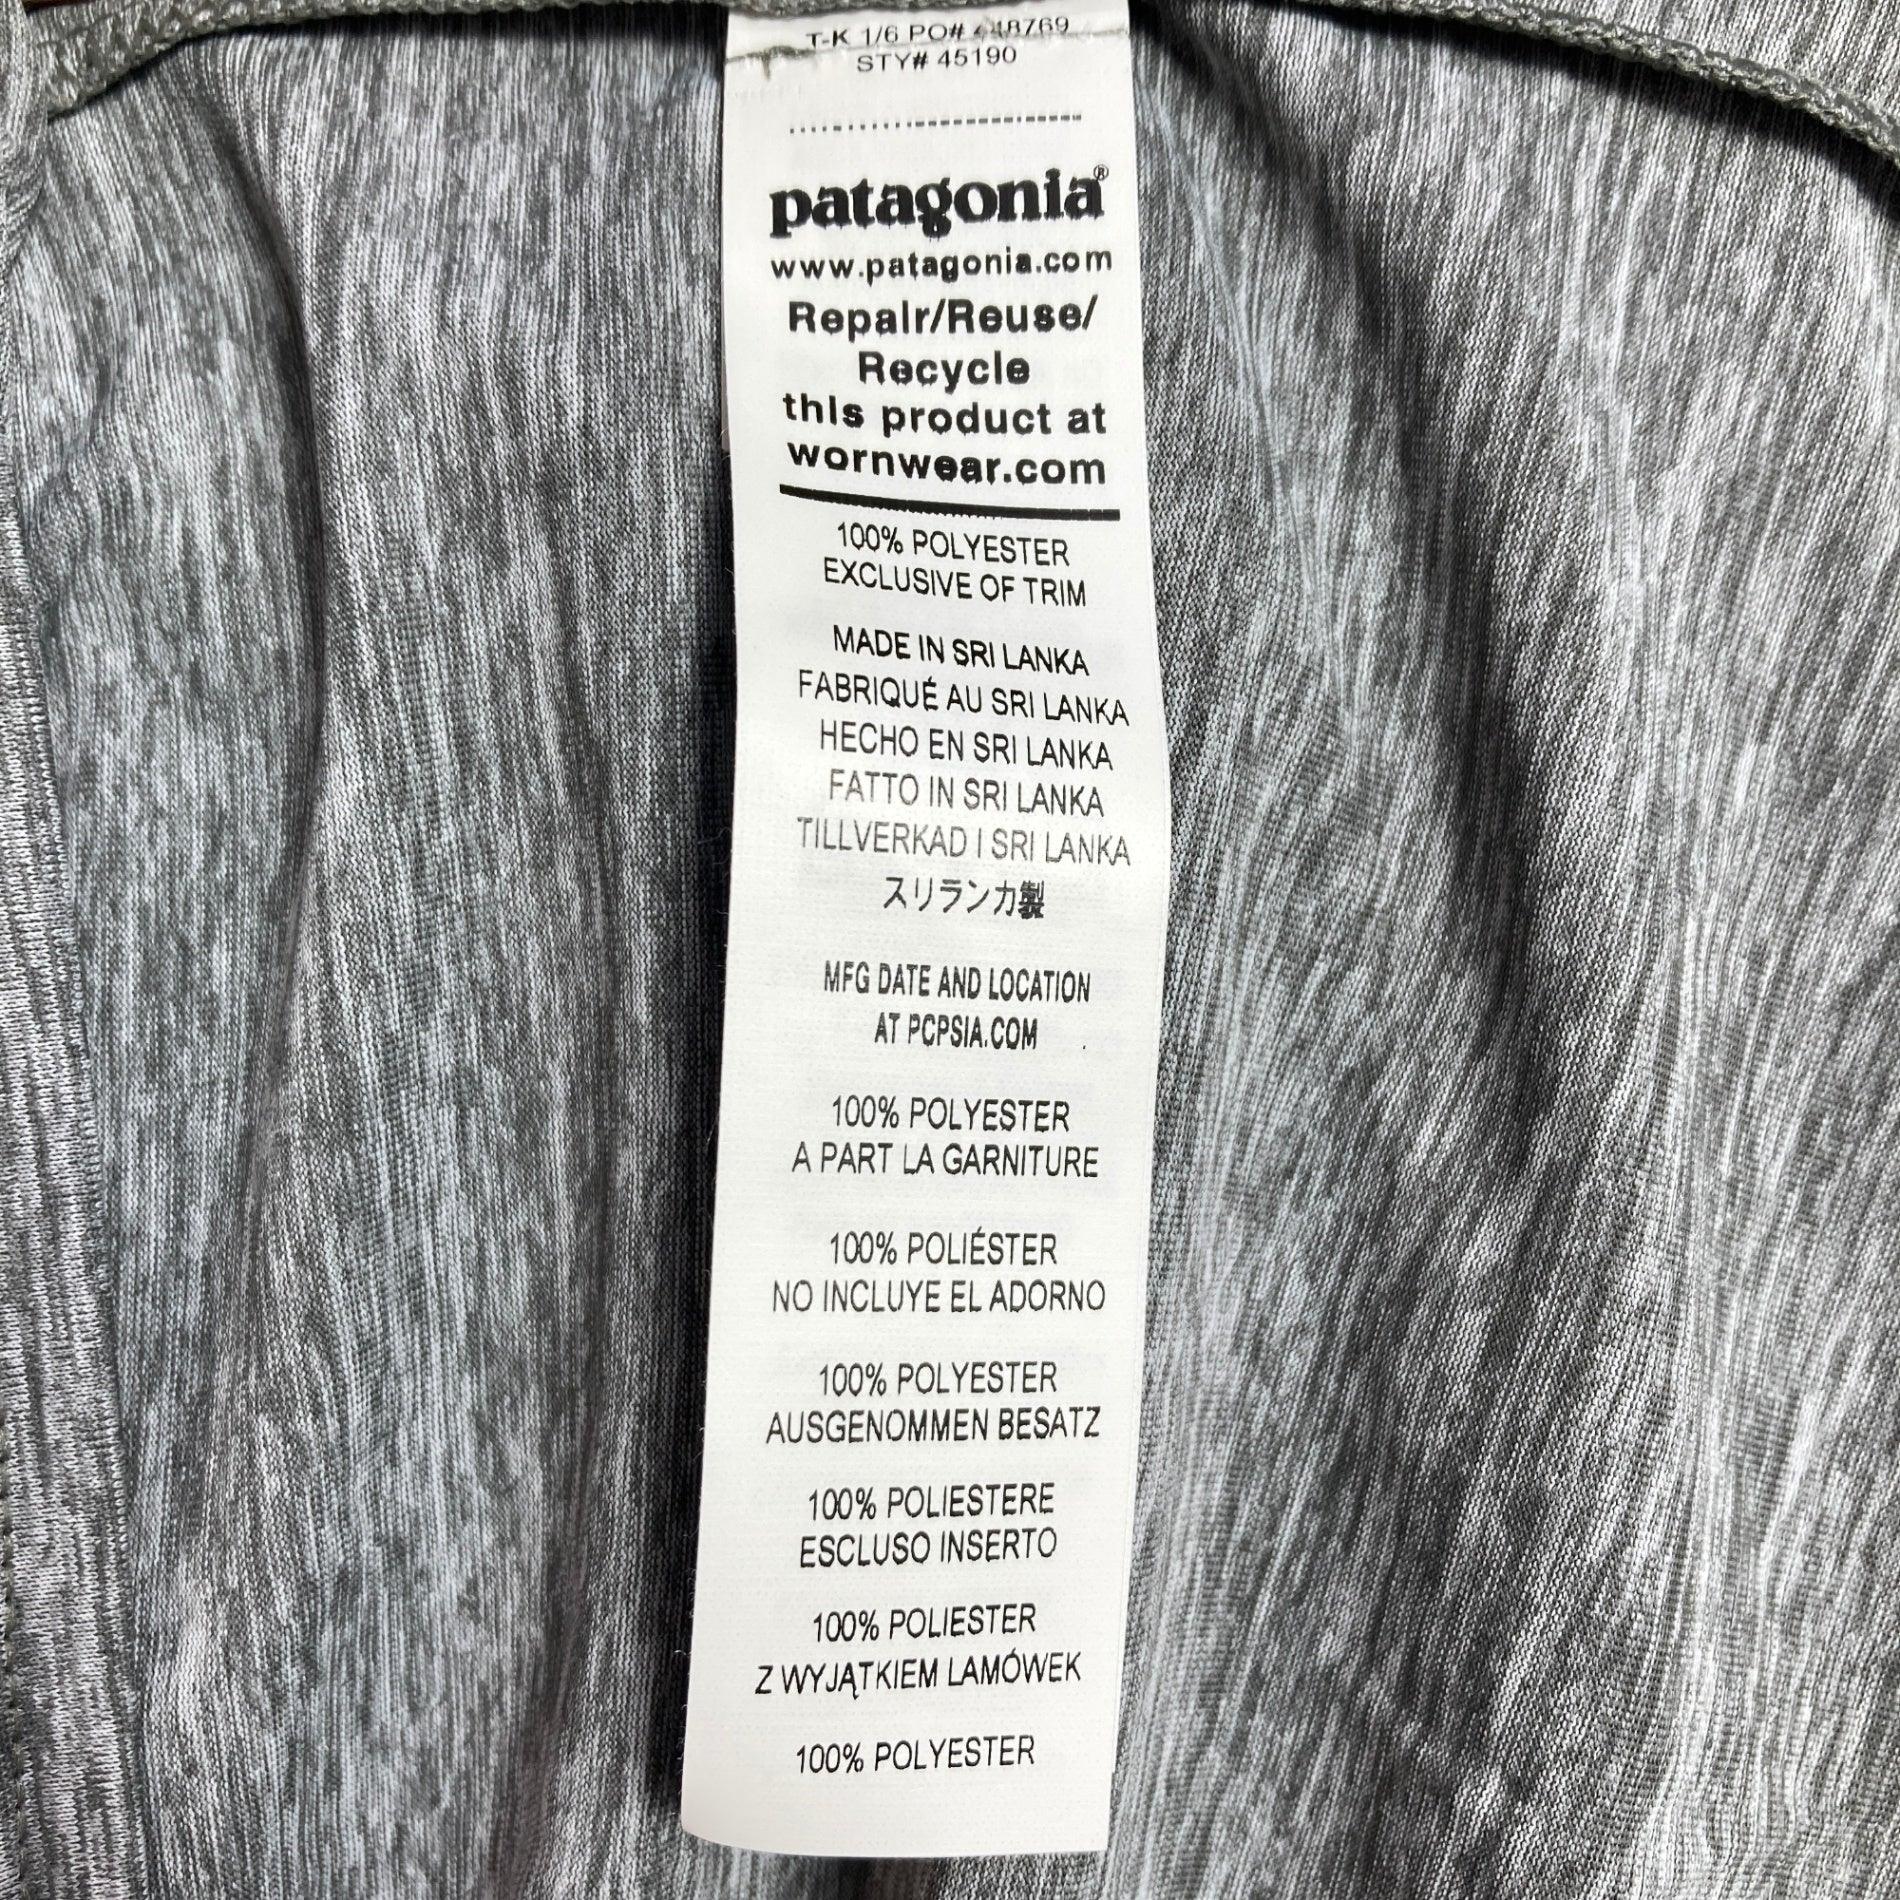 T-K 1/6 PO# 448769
STY# 45190
patagonia®
www.patagonia.com
Repair/Reuse/
Recycle
this product at
wornwear.com
100% POLYESTER
EXCLUSIVE OF TRIM
MADE IN SRI LANKA
FABRIQUÉ AU SRI LANKA
HECHO EN SRI LANKA
FATTO IN SRI LANKA
TILLVERKAD I SRI LANKA
スリランカ製
MFG DATE AND LOCATION
AT PCPSIA.COM
100% POLYESTER
A PART LA GARNITURE
100% POLIÉSTER
NO INCLUYE EL ADORNO
100% POLYESTER
AUSGENOMMEN BESATZ
100% POLIESTERE
ESCLUSO INSERTO
100% POLIESTER
Z WYJĄTKIEM LAMÓWEK
100% POLYESTER